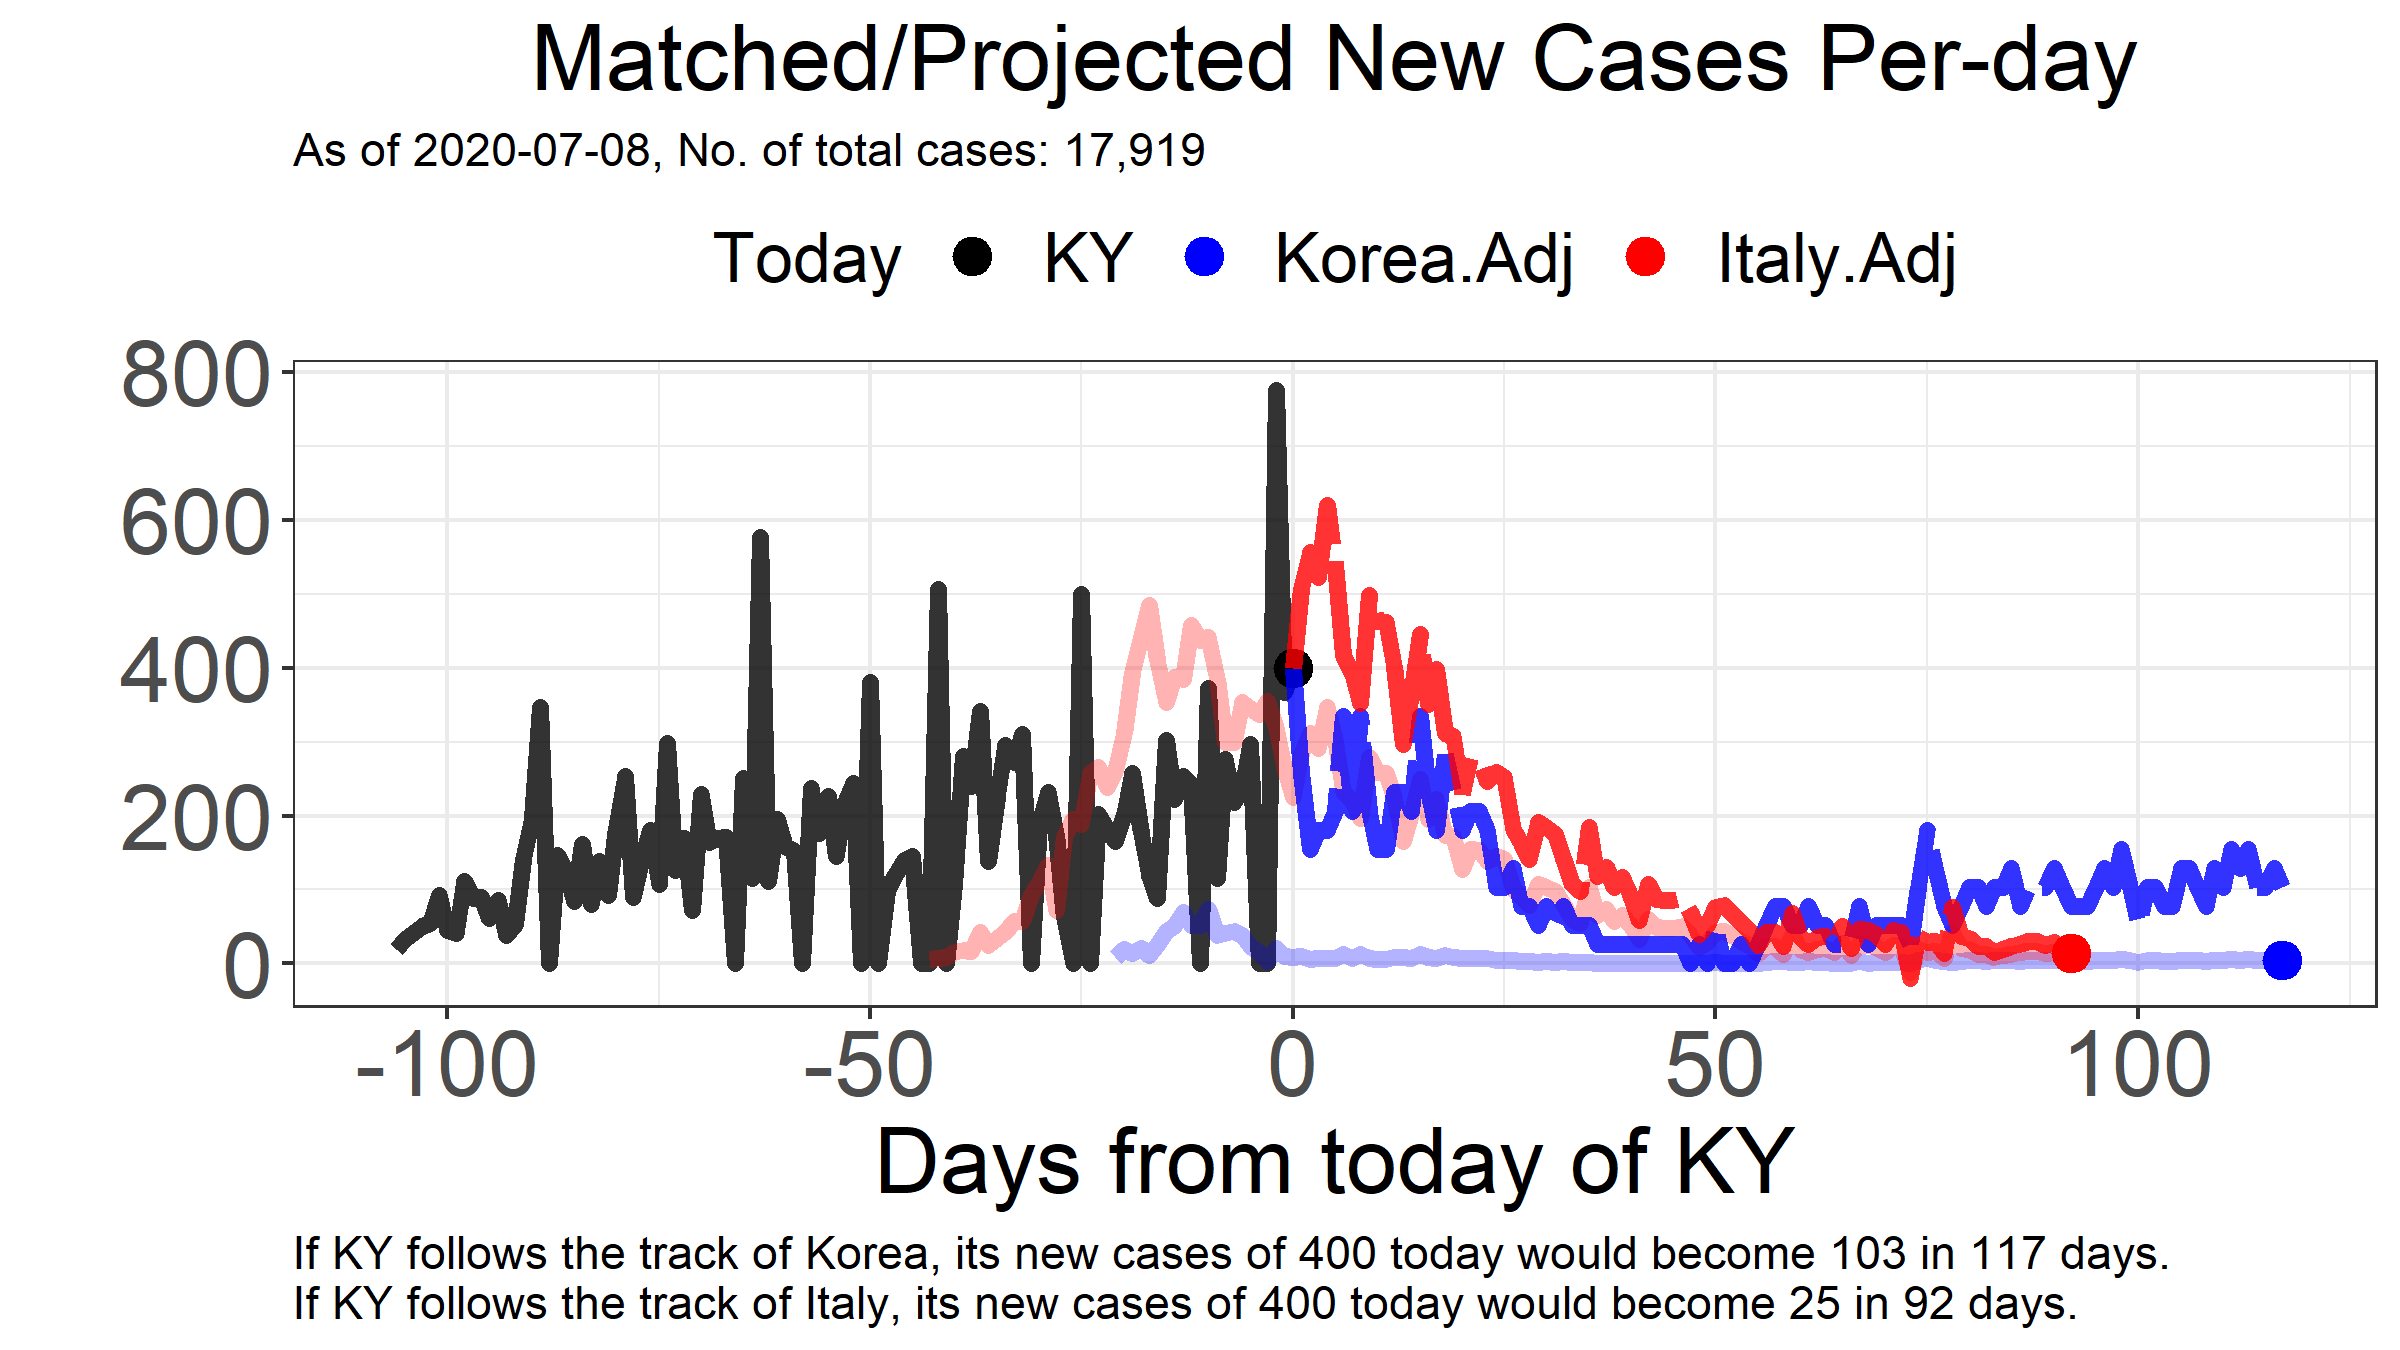 Matched/Projected New Cases Per-day
As of 2020-07-08, No. of total cases: 17,919
Today KY Korea.Adj Italy.Adj
800
600
400
200
0
-100 -50 0 50 100
Days from today of KY
If KY follows the track of Korea, its new cases of 400 today would become 103 in 117 days.
If KY follows the track of Italy, its new cases of 400 today would become 25 in 92 days.